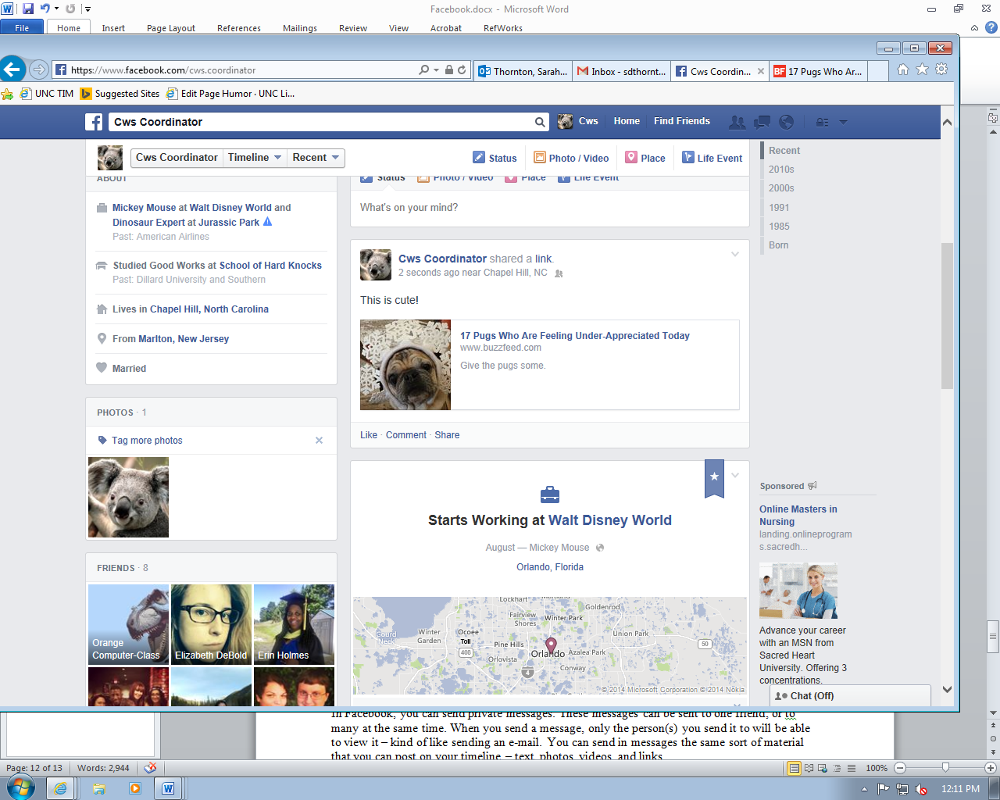 Facebook.docx - Microsoft Word
File Home Insert Page Layout References Mailings Review View Acrobat RefWorks
https://www.facebook.com/cws.coordinator
Thornton, Sarah... Inbox - sdthornt... Cws Coordin... BF 17 Pugs Who Ar...
UNC TIM Suggested Sites Edit Page Humor · UNC Li...
Cws Coordinator
Cws Home Find Friends
Cws Coordinator Timeline Recent
Status Photo / Video Place Life Event
ABOUT
Mickey Mouse at Walt Disney World and
Dinosaur Expert at Jurassic Park
Past: American Airlines
Studied Good Works at School of Hard Knocks
Past: Dillard University and Southern
Lives in Chapel Hill, North Carolina
From Marlton, New Jersey
Married
PHOTOS · 1
Tag more photos
FRIENDS · 8
Orange
Computer-Class
Elizabeth DeBold
Erin Holmes
Status Photo / Video Place Life Event
What's on your mind?
Cws Coordinator shared a link.
2 seconds ago near Chapel Hill, NC
This is cute!
17 Pugs Who Are Feeling Under-Appreciated Today
www.buzzfeed.com
Give the pugs some.
Like · Comment · Share
Starts Working at Walt Disney World
August — Mickey Mouse
Orlando, Florida
Lockhart
Maitland
Goldenrod
Fairview
Shores
Winter Park
Gourd
Neck
Winter
Garden
Ocoee
Toll
408
Pine Hills
Orlando
Azalea Park
Union Park
50
Orlovista
4
Conway
© 2014 Microsoft Corporation © 2014 Nokia
Recent
2010s
2000s
1991
1985
Born
Sponsored
Online Masters in
Nursing
landing.onlineprogram
s.sacredh...
Advance your career
with an MSN from
Sacred Heart
University. Offering 3
concentrations.
Chat (Off)
In Facebook, you can send private messages. These messages can be sent to one friend, or to
many at the same time. When you send a message, only the person(s) you send it to will be able
to view it – kind of like sending an e-mail. You can send in messages the same sort of material
that you can post on your timeline – text, photos, videos, and links.
Page: 12 of 13 Words: 2,944
100%
12:11 PM